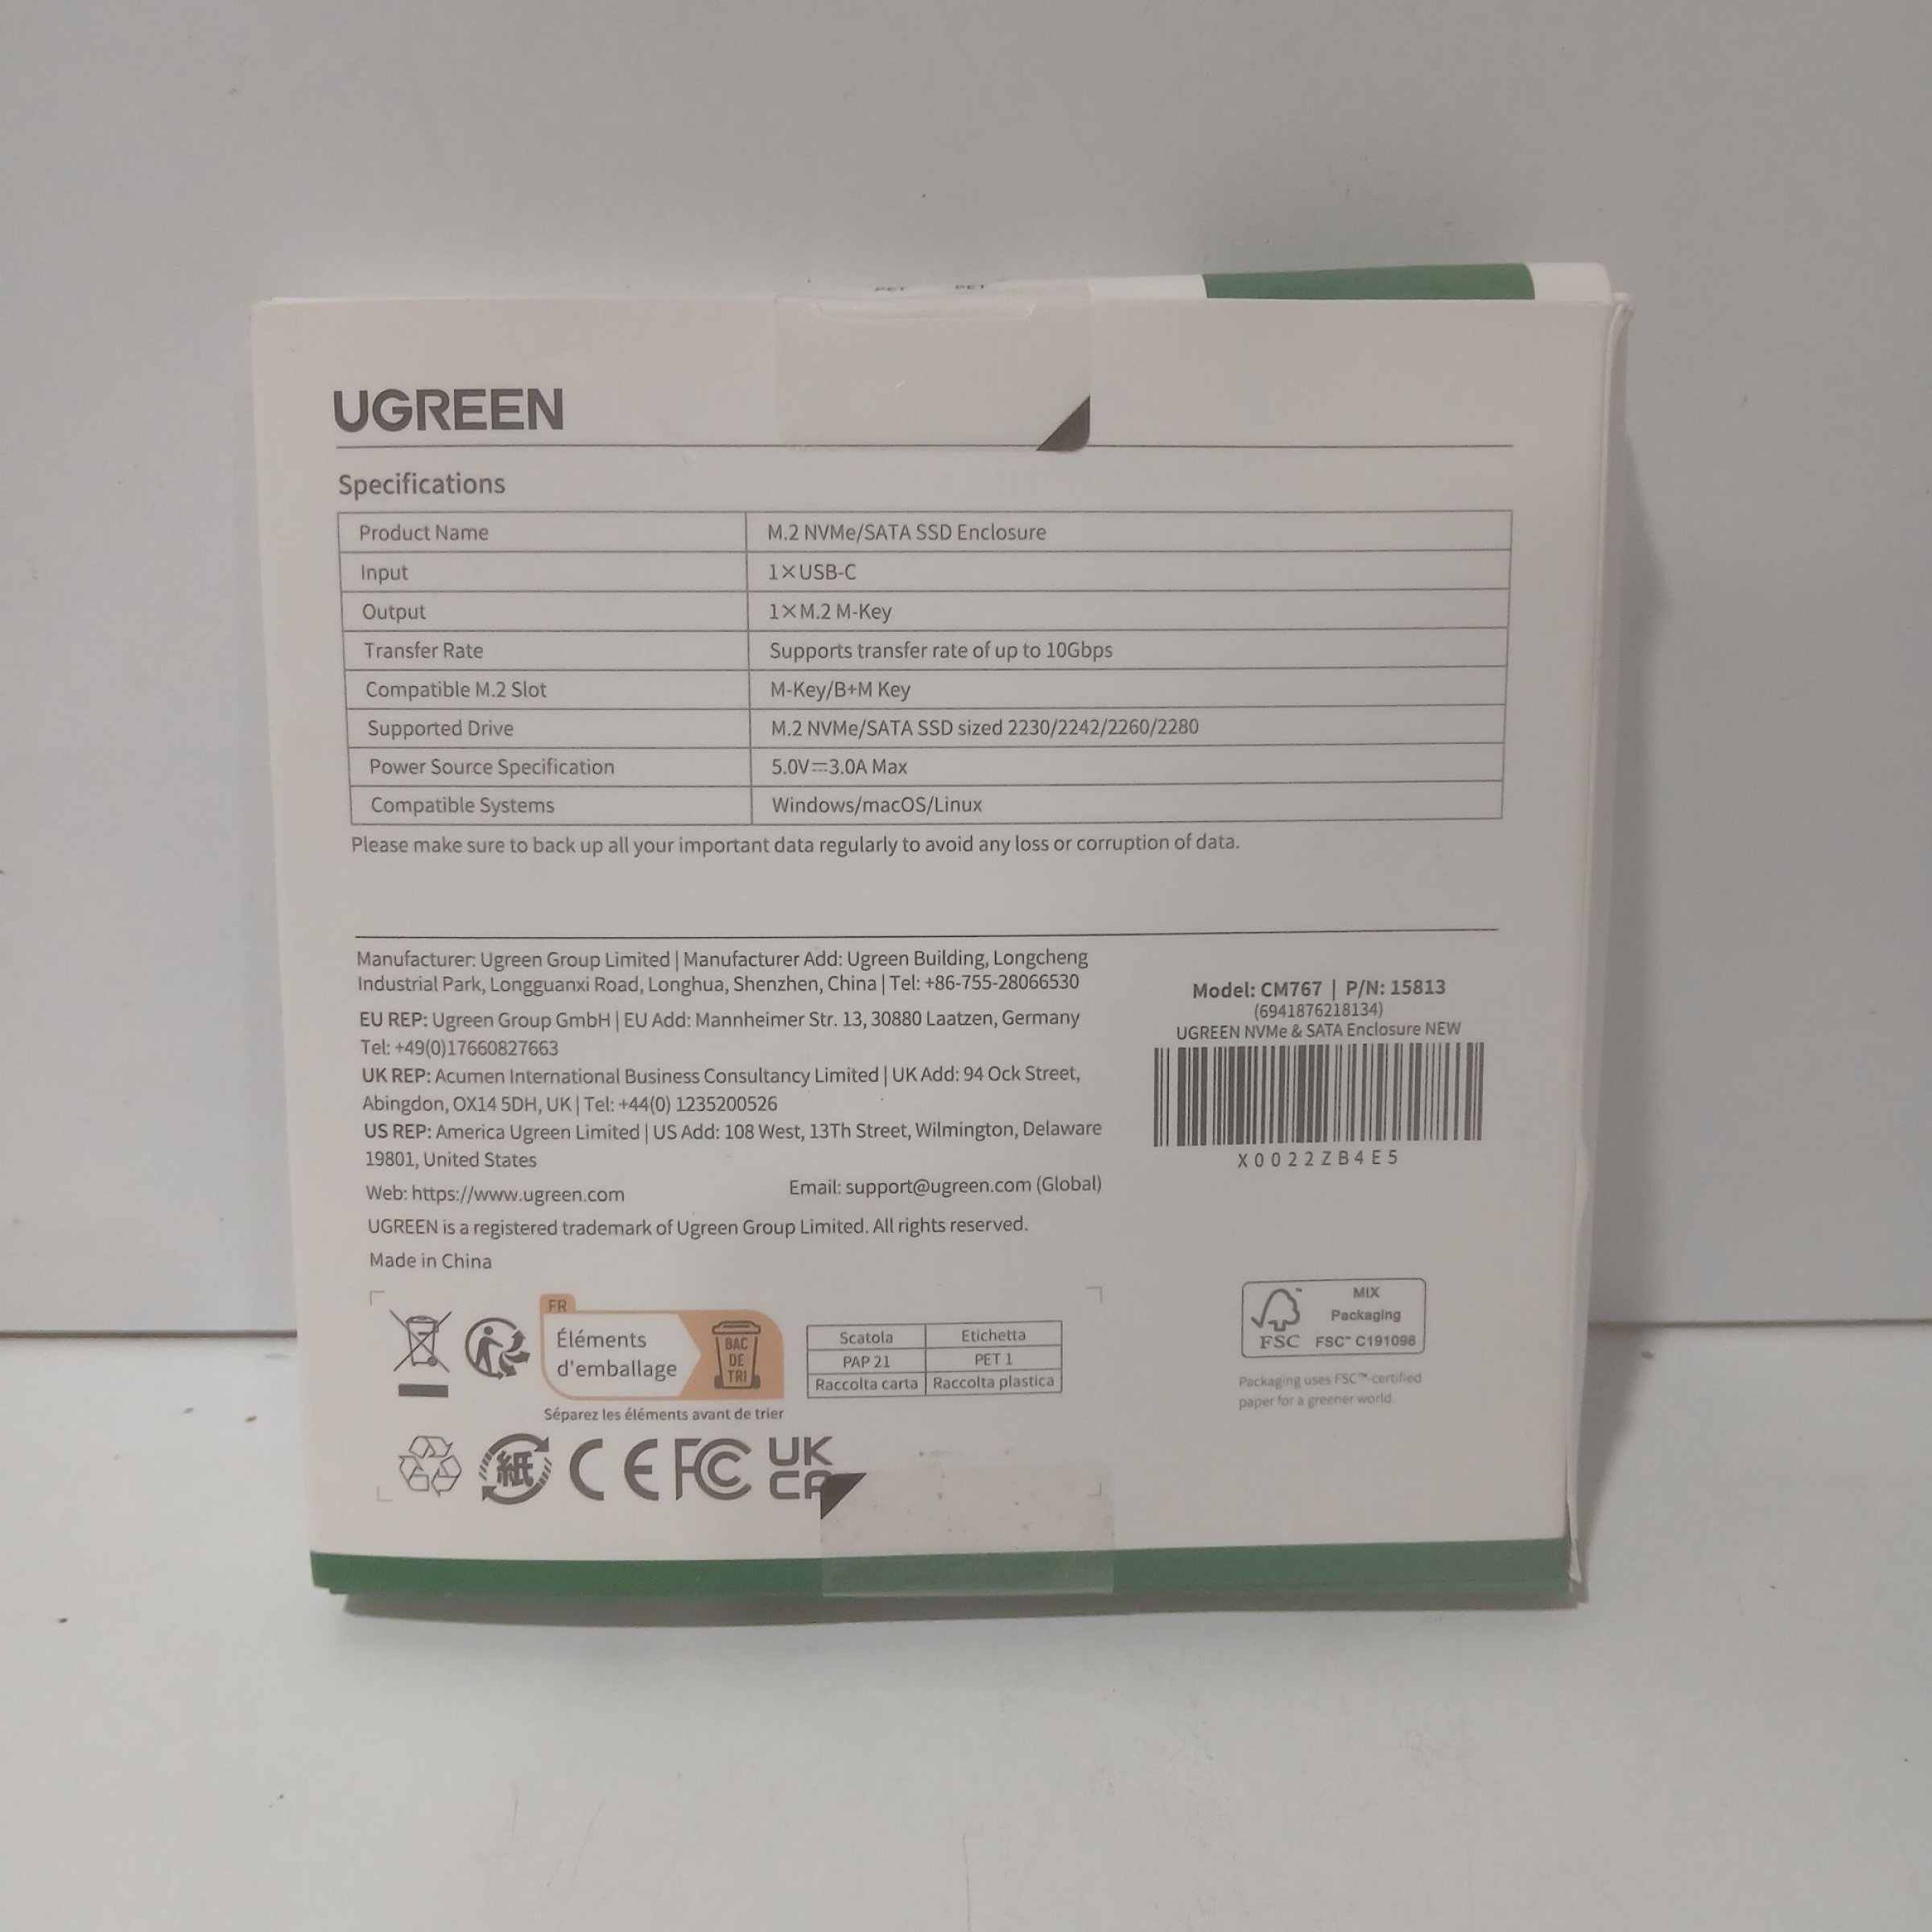 PET PET
UGREEN
Specifications
Product Name M.2 NVMe/SATA SSD Enclosure
Input 1×USB-C
Output 1×M.2 M-Key
Transfer Rate Supports transfer rate of up to 10Gbps
Compatible M.2 Slot M-Key/B+M Key
Supported Drive M.2 NVMe/SATA SSD sized 2230/2242/2260/2280
Power Source Specification 5.0V⎓3.0A Max
Compatible Systems Windows/macOS/Linux
Please make sure to back up all your important data regularly to avoid any loss or corruption of data.
Manufacturer: Ugreen Group Limited | Manufacturer Add: Ugreen Building, Longcheng
Industrial Park, Longguanxi Road, Longhua, Shenzhen, China | Tel: +86-755-28066530
EU REP: Ugreen Group GmbH | EU Add: Mannheimer Str. 13, 30880 Laatzen, Germany
Tel: +49(0)17660827663
UK REP: Acumen International Business Consultancy Limited | UK Add: 94 Ock Street,
Abingdon, OX14 5DH, UK | Tel: +44(0) 1235200526
US REP: America Ugreen Limited | US Add: 108 West, 13Th Street, Wilmington, Delaware
19801, United States
Web: https://www.ugreen.com Email: support@ugreen.com (Global)
UGREEN is a registered trademark of Ugreen Group Limited. All rights reserved.
Made in China
Model: CM767 | P/N: 15813
(6941876218134)
UGREEN NVMe & SATA Enclosure NEW
X0022ZB4E5
FR
Éléments
d'emballage
BAC
DE
TRI
Séparez les éléments avant de trier
Scatola Etichetta
PAP 21 PET 1
Raccolta carta Raccolta plastica
MIX
Packaging
FSC FSC™ C191098
Packaging uses FSC™-certified
paper for a greener world
紙 CE FC UK
CA